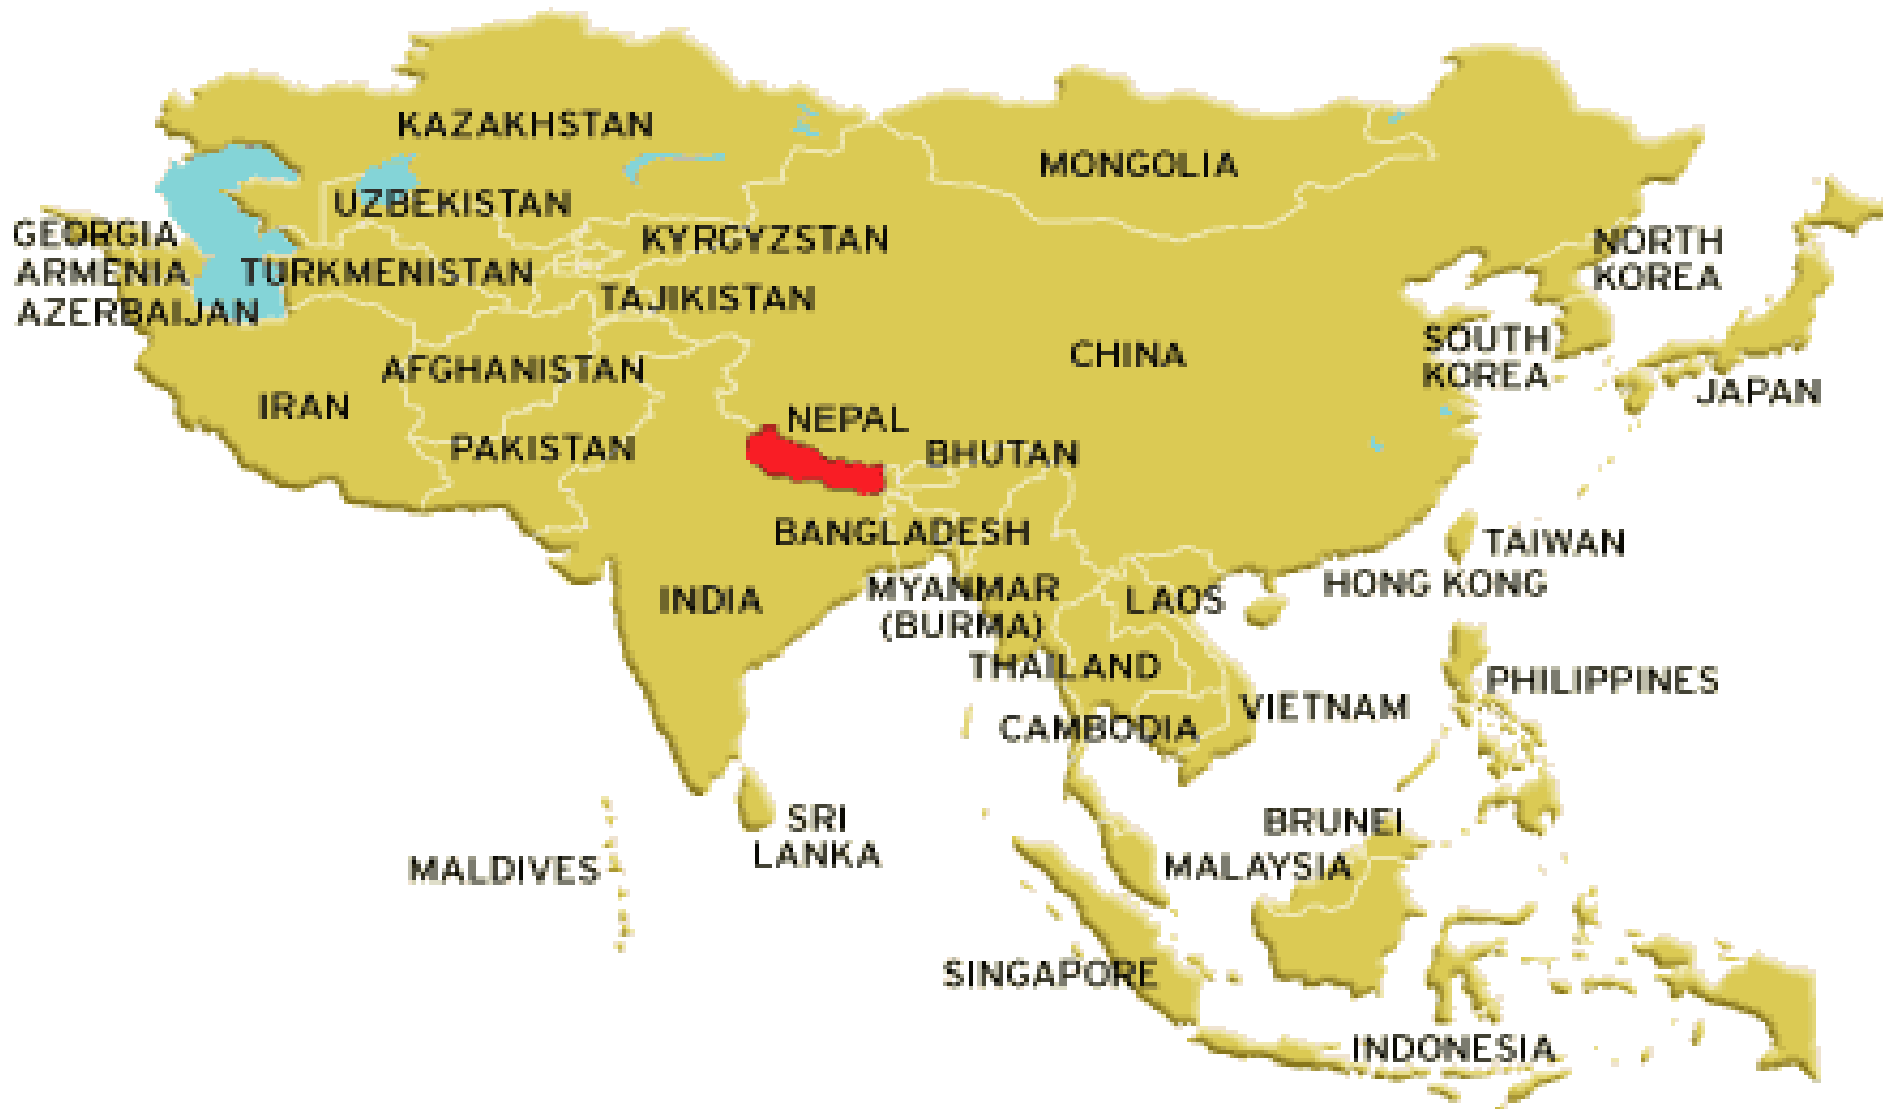 KAZAKHSTAN
MONGOLIA
UZBEKISTAN
GEORGIA
KYRGYZSTAN
NORTH
KOREA
ARMENIA
TURKMENISTAN
TAJIKISTAN
AZERBAIJAN
SOUTH
KOREA
CHINA
AFGHANISTAN
JAPAN
IRAN
NEPAL
PAKISTAN
BHUTAN
BANGLADESH
TAIWAN
HONG KONG
INDIA
MYANMAR
(BURMA)
LAOS
THAILAND
PHILIPPINES
VIETNAM
CAMBODIA
SRI
LANKA
BRUNEI
MALDIVES
MALAYSIA
SINGAPORE
INDONESIA